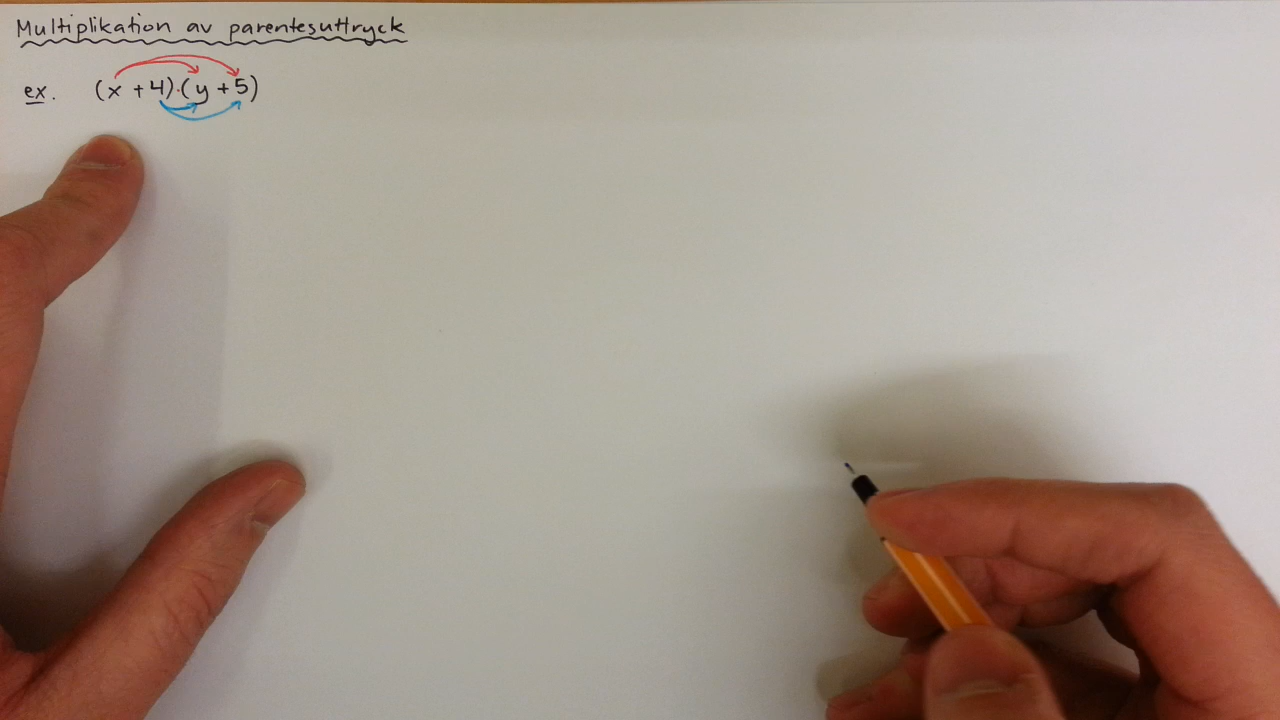 Multiplikation av parentesuttryck
ex. (x + 4)·(y + 5)